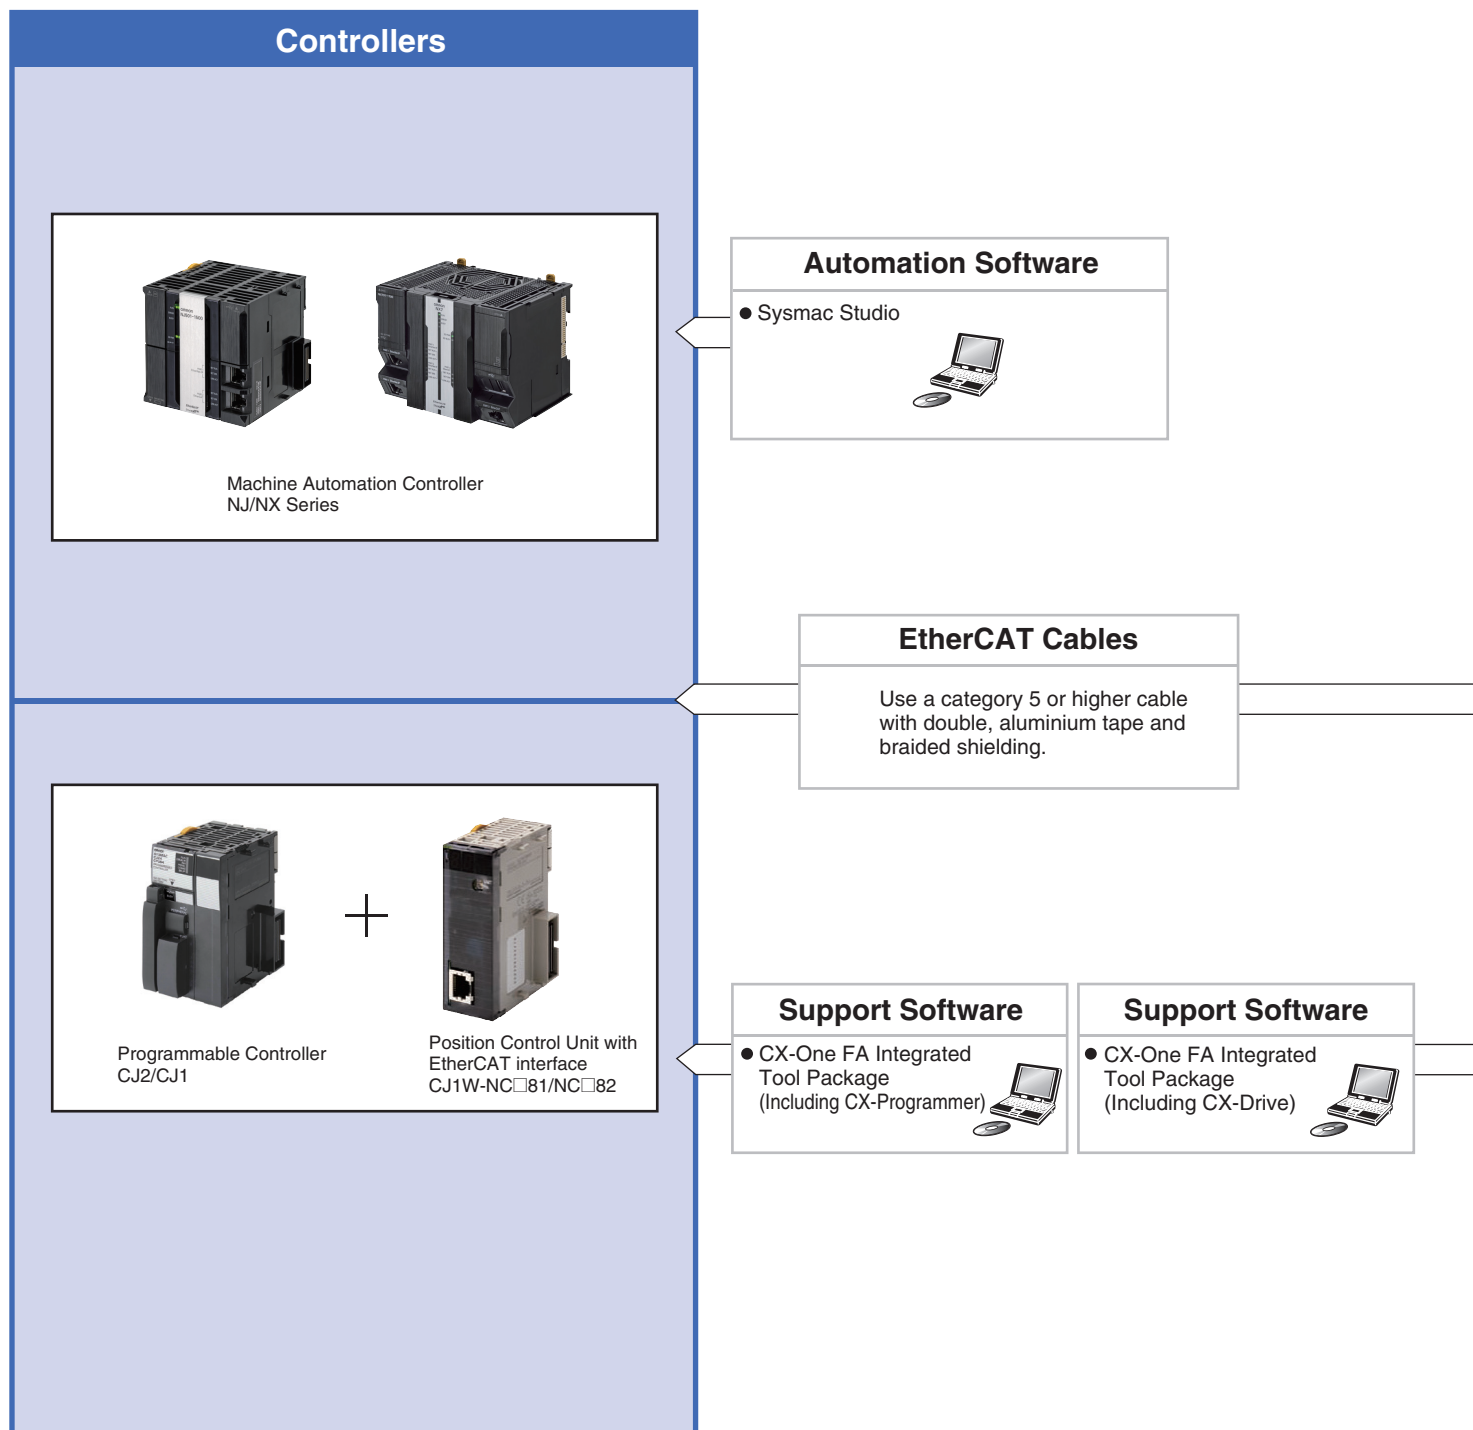 Controllers
Machine Automation Controller
NJ/NX Series
Automation Software
● Sysmac Studio
EtherCAT Cables
Use a category 5 or higher cable
with double, aluminium tape and
braided shielding.
Programmable Controller
CJ2/CJ1
Position Control Unit with
EtherCAT interface
CJ1W-NC□81/NC□82
Support Software
● CX-One FA Integrated
Tool Package
(Including CX-Programmer)
Support Software
● CX-One FA Integrated
Tool Package
(Including CX-Drive)